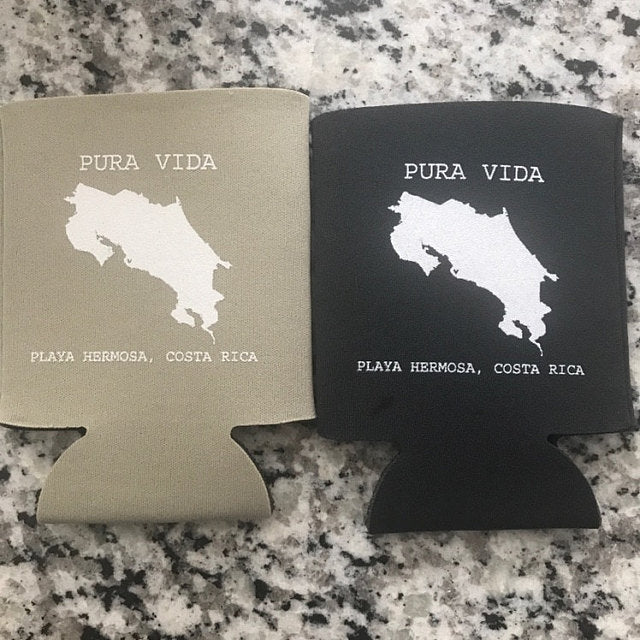 PURA VIDA
PLAYA HERMOSA, COSTA RICA
PURA VIDA
PLAYA HERMOSA, COSTA RICA